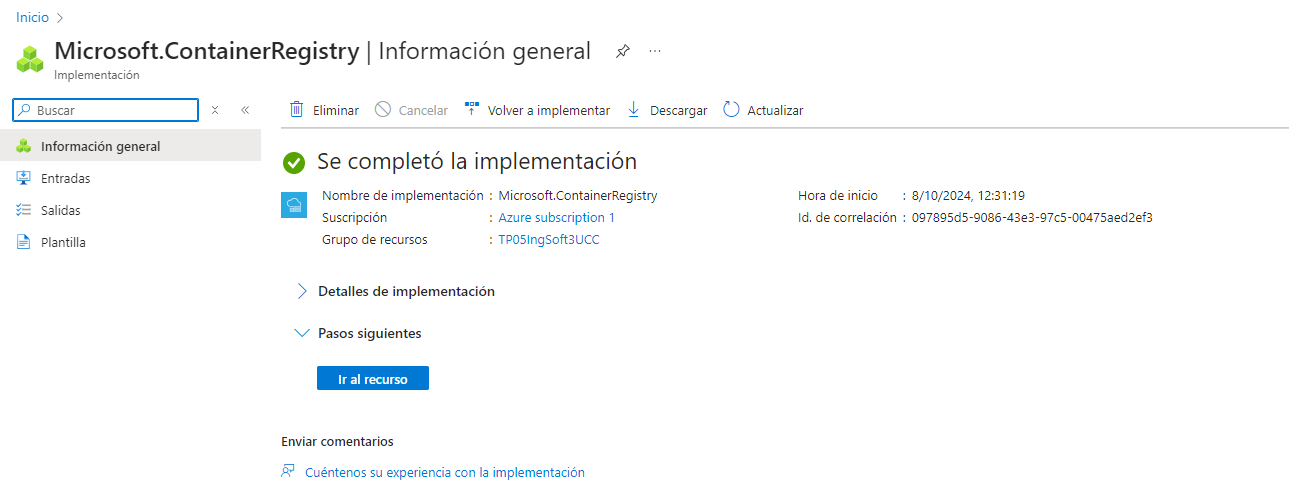 Inicio
Microsoft.ContainerRegistry | Información general
Implementación
Buscar
Eliminar Cancelar Volver a implementar Descargar Actualizar
Información general
Entradas
Salidas
Plantilla
Se completó la implementación
Nombre de implementación : Microsoft.ContainerRegistry
Suscripción : Azure subscription 1
Grupo de recursos : TP05IngSoft3UCC
Hora de inicio : 8/10/2024, 12:31:19
Id. de correlación : 097895d5-9086-43e3-97c5-00475aed2ef3
Detalles de implementación
Pasos siguientes
Ir al recurso
Enviar comentarios
Cuéntenos su experiencia con la implementación